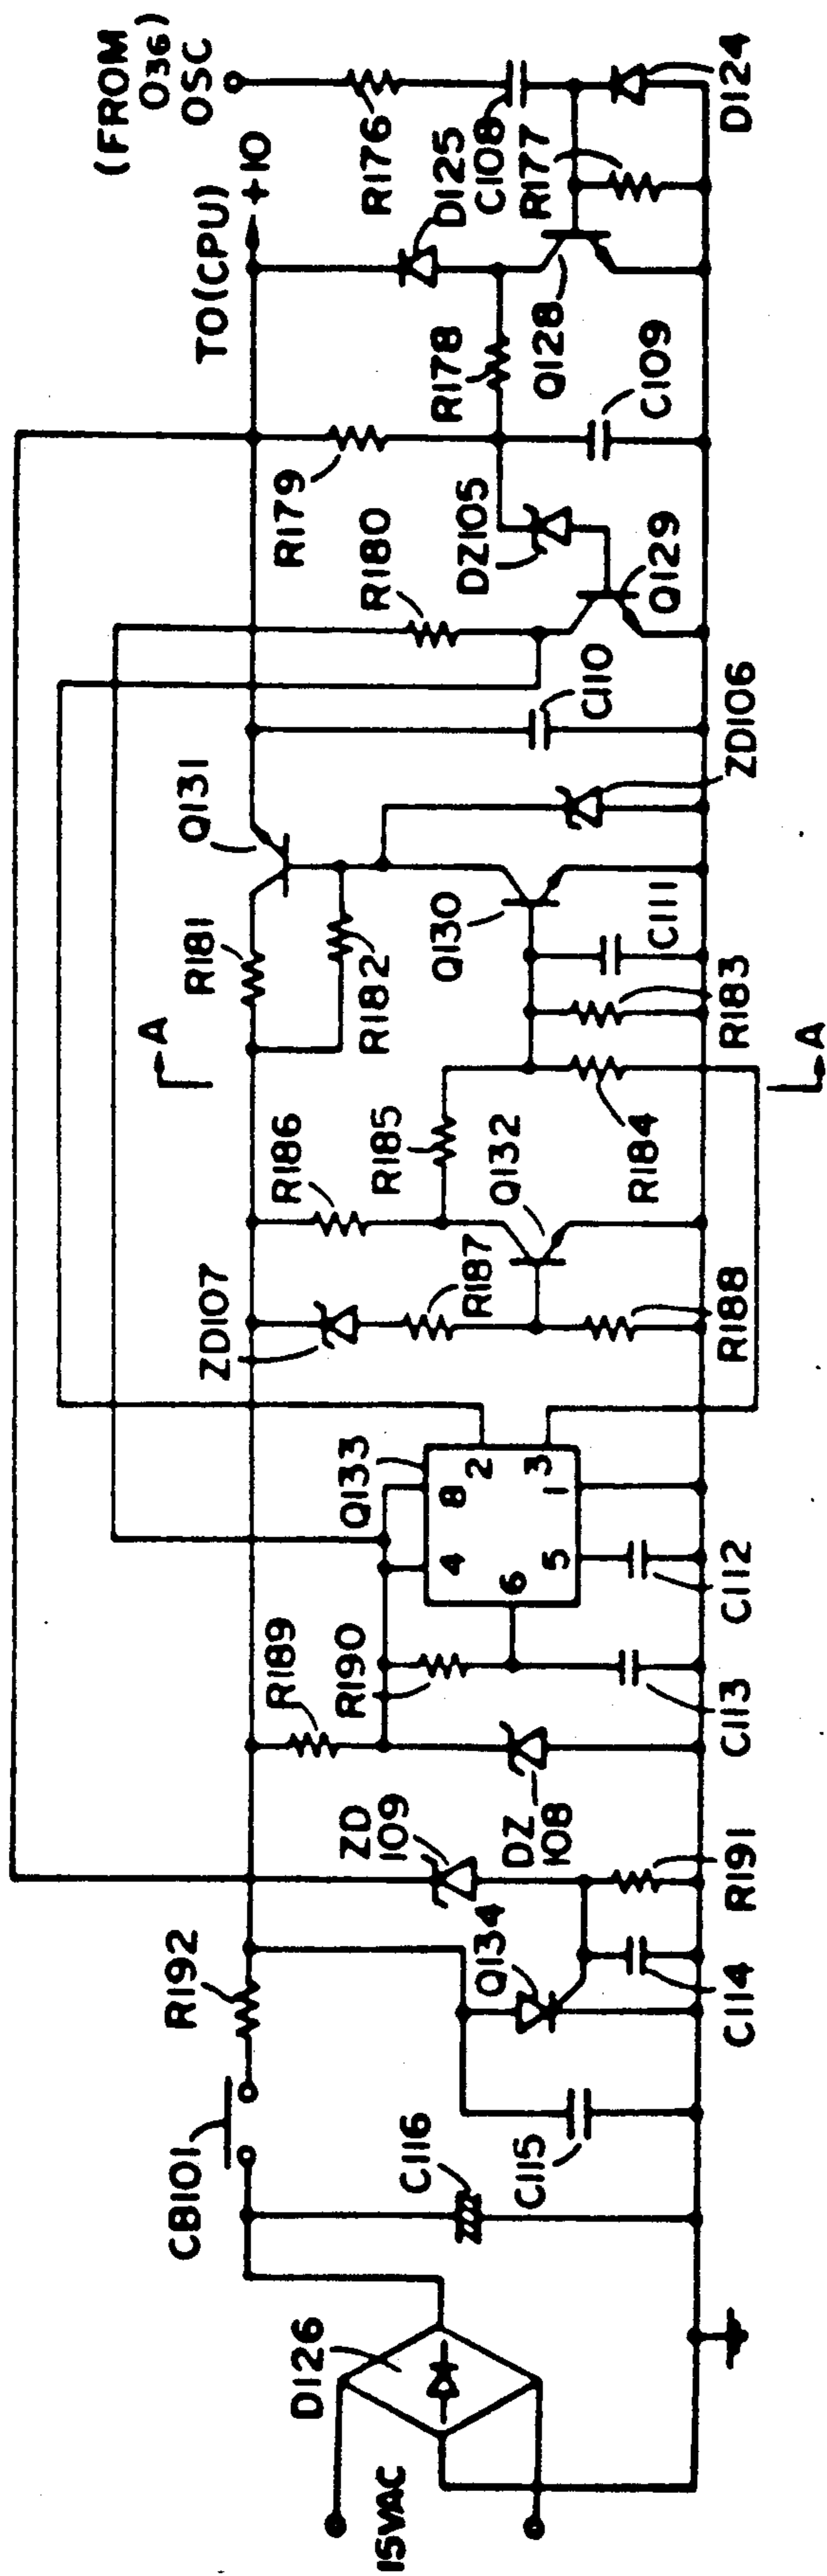 (FROM
036)
OSC
TO(CPU)
+10
R176
D125
C108
R177
D124
R178
Q128
C109
R179
R180
DZ105
Q129
C110
ZD106
Q131
R181
R182
Q130
C111
R183
A
A
R184
R185
R186
Q132
R187
ZD107
R188
Q133
8
2
3
4
1
5
6
C112
R189
R190
C113
ZD
109
DZ
108
R191
Q134
C114
R192
CB101
C115
C116
D126
15VAC